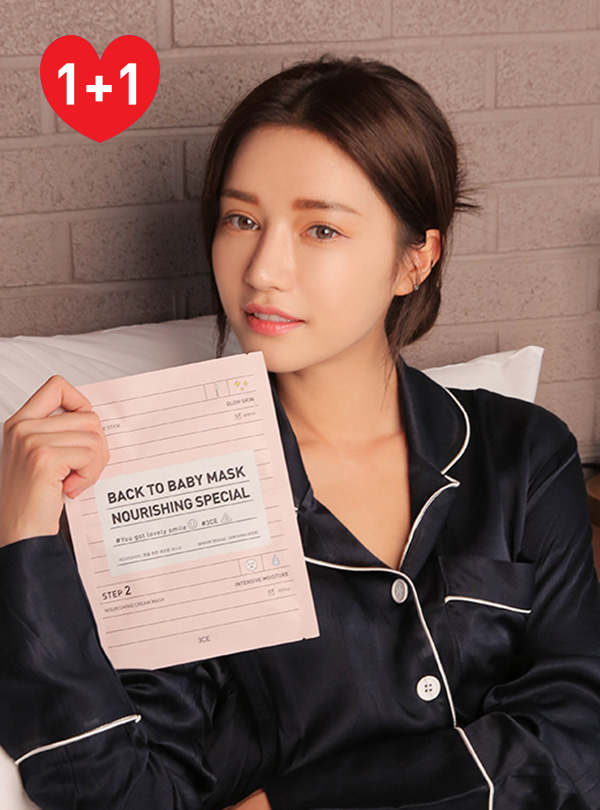 1+1
GLOW SKIN
STICK
BACK TO BABY MASK
NOURISHING SPECIAL
#You got lovely smile #3CE
STEP 2
INTENSIVE MOISTURE
NOURISHING CREAM MASK
3CE